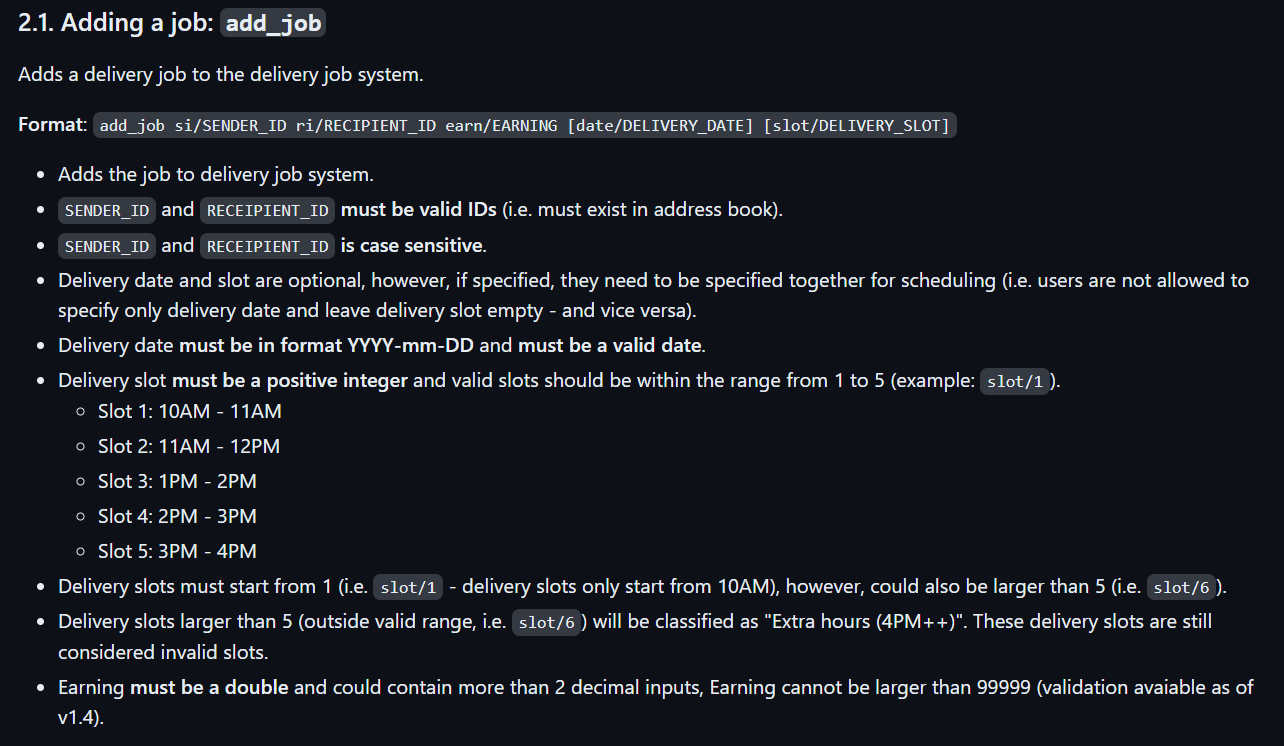 2.1. Adding a job: add_job
Adds a delivery job to the delivery job system.
Format: add_job si/SENDER_ID ri/RECIPIENT_ID earn/EARNING [date/DELIVERY_DATE] [slot/DELIVERY_SLOT]
• Adds the job to delivery job system.
• SENDER_ID and RECEIPIENT_ID must be valid IDs (i.e. must exist in address book).
• SENDER_ID and RECEIPIENT_ID is case sensitive.
• Delivery date and slot are optional, however, if specified, they need to be specified together for scheduling (i.e. users are not allowed to
specify only delivery date and leave delivery slot empty - and vice versa).
• Delivery date must be in format YYYY-mm-DD and must be a valid date.
• Delivery slot must be a positive integer and valid slots should be within the range from 1 to 5 (example: slot/1).
◦ Slot 1: 10AM - 11AM
◦ Slot 2: 11AM - 12PM
◦ Slot 3: 1PM - 2PM
◦ Slot 4: 2PM - 3PM
◦ Slot 5: 3PM - 4PM
• Delivery slots must start from 1 (i.e. slot/1 - delivery slots only start from 10AM), however, could also be larger than 5 (i.e. slot/6).
• Delivery slots larger than 5 (outside valid range, i.e. slot/6) will be classified as "Extra hours (4PM++)". These delivery slots are still
considered invalid slots.
• Earning must be a double and could contain more than 2 decimal inputs, Earning cannot be larger than 99999 (validation avaiable as of
v1.4).